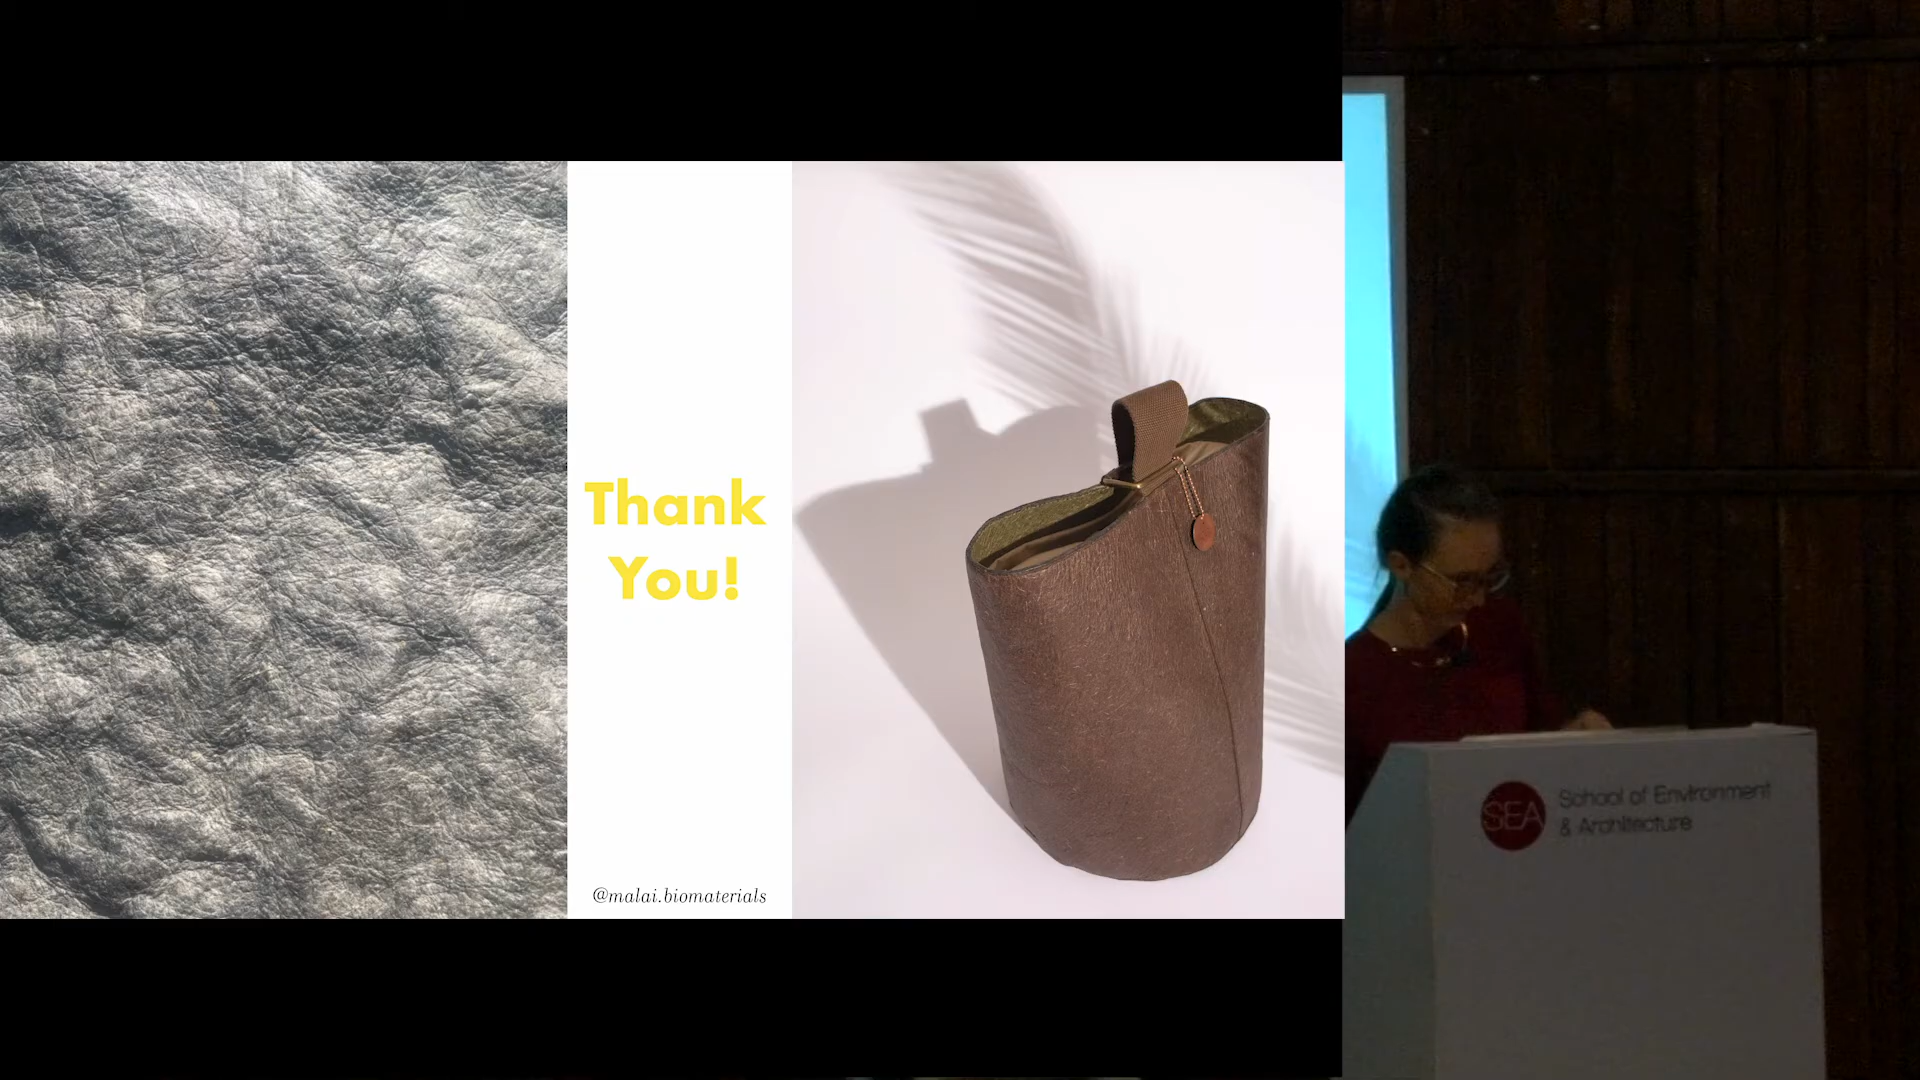 Thank
You!
@malai.biomaterials
SEA
School of Environment
& Architecture